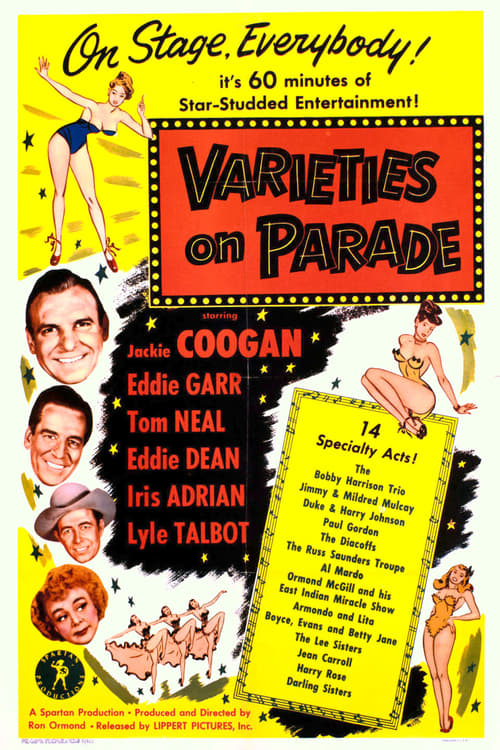 On Stage, Everybody!
it's 60 minutes of
Star-Studded Entertainment!
VARIETIES
on PARADE
starring
Jackie COOGAN
Eddie GARR
Tom NEAL
Eddie DEAN
Iris ADRIAN
Lyle TALBOT
14
Specialty Acts!
The
Bobby Harrison Trio
Jimmy & Mildred Mulcay
Duke & Harry Johnson
Paul Gordon
The Diacoffs
The Russ Saunders Troupe
Al Mardo
Ormond McGill and his
East Indian Miracle Show
Armondo and Lita
Boyce, Evans and Betty Jane
The Lee Sisters
Jean Carroll
Harry Rose
Darling Sisters
SPARTAN
PRODUCTIONS
A Spartan Production • Produced and Directed by
Ron Ormond • Released by LIPPERT PICTURES, Inc.